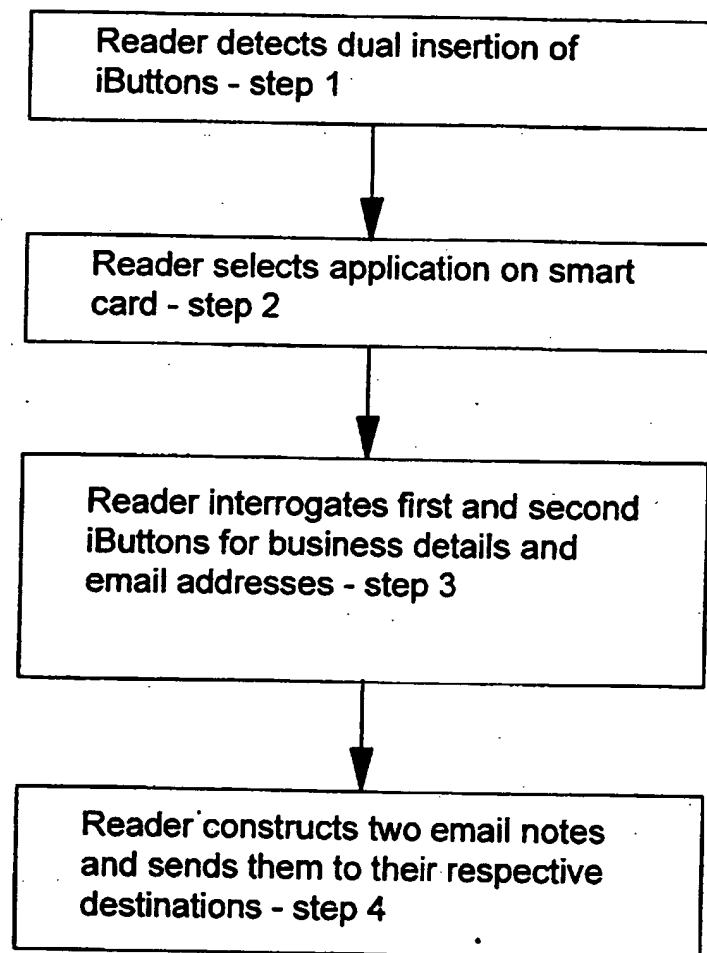 Reader detects dual insertion of
iButtons - step 1
Reader selects application on smart
card - step 2
Reader interrogates first and second
iButtons for business details and
email addresses - step 3
Reader constructs two email notes
and sends them to their respective
destinations - step 4